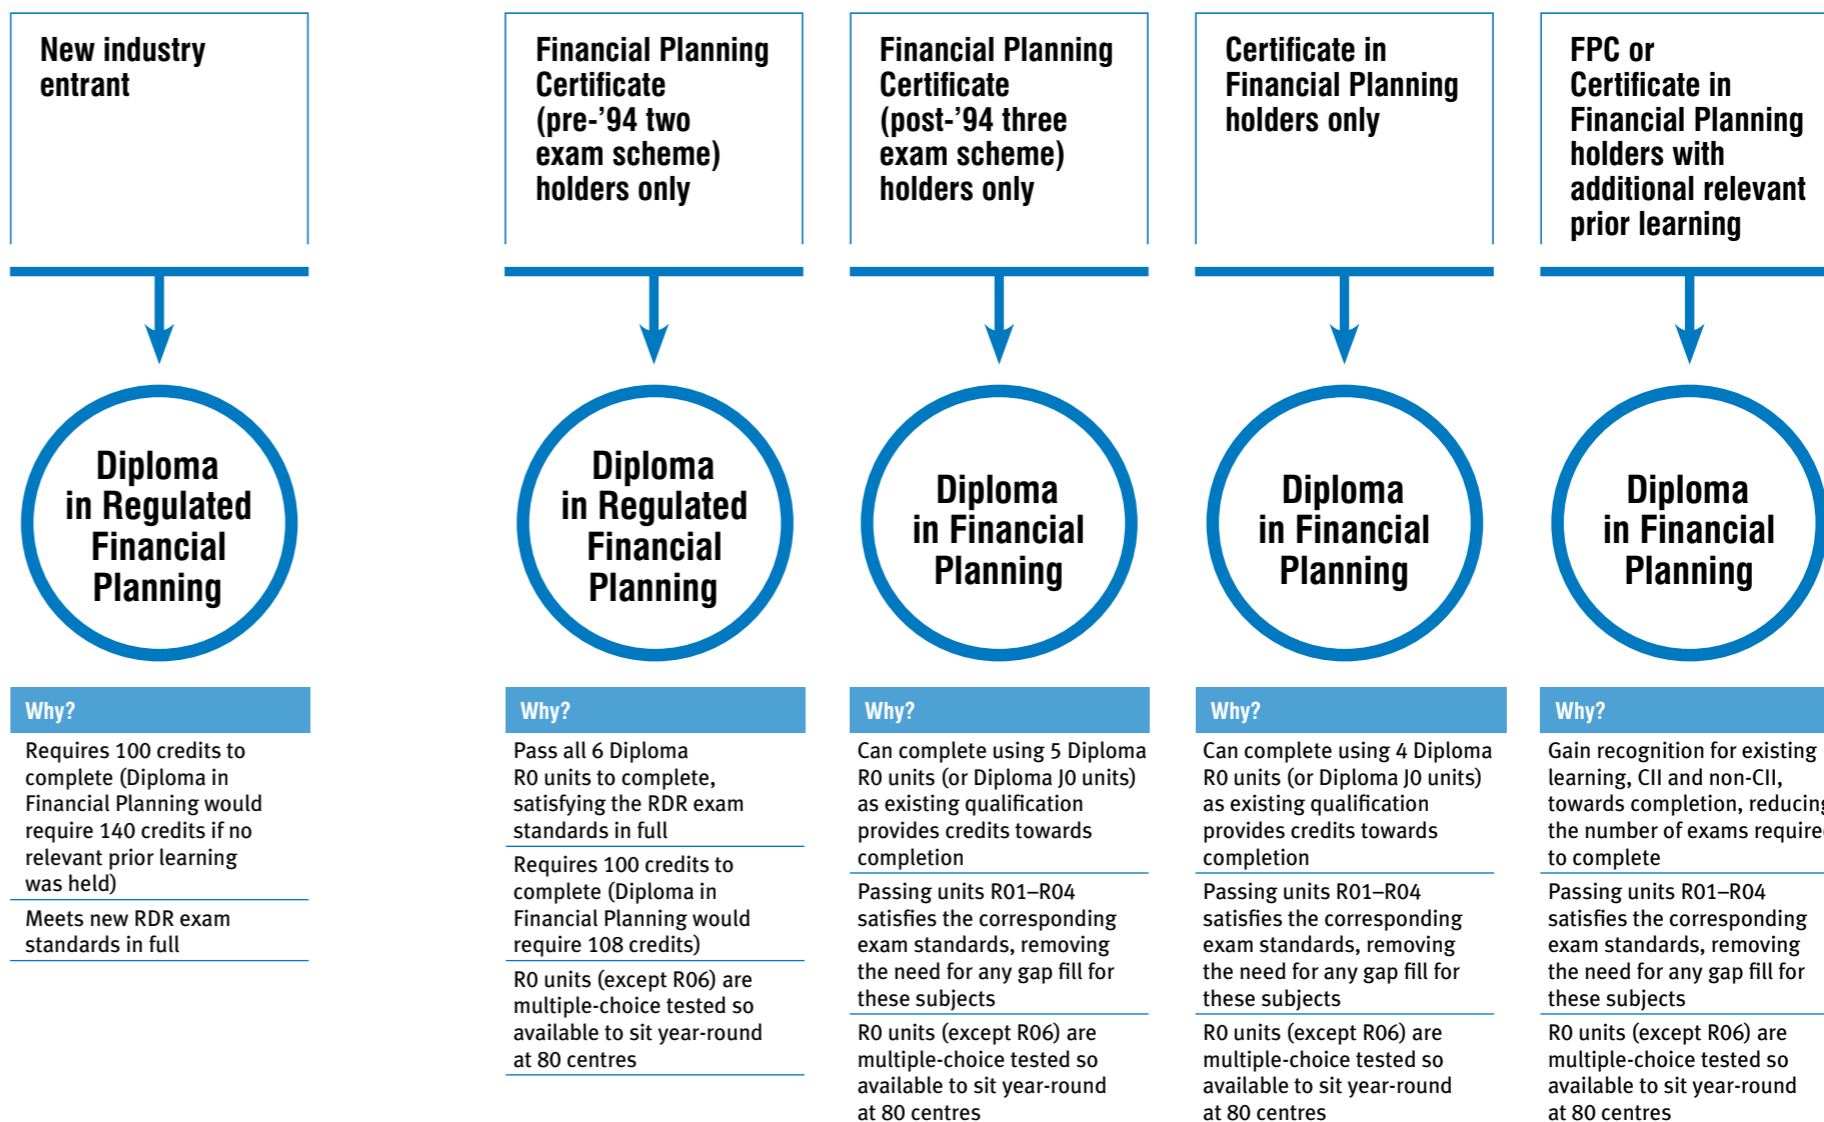 New industry
entrant
Financial Planning
Certificate
(pre-’94 two
exam scheme)
holders only
Financial Planning
Certificate
(post-’94 three
exam scheme)
holders only
Certificate in
Financial Planning
holders only
FPC or
Certificate in
Financial Planning
holders with
additional relevant
prior learning
Diploma
in Regulated
Financial
Planning
Diploma
in Regulated
Financial
Planning
Diploma
in Financial
Planning
Diploma
in Financial
Planning
Diploma
in Financial
Planning
Why?
Requires 100 credits to
complete (Diploma in
Financial Planning would
require 140 credits if no
relevant prior learning
was held)
Meets new RDR exam
standards in full
Why?
Pass all 6 Diploma
R0 units to complete,
satisfying the RDR exam
standards in full
Requires 100 credits to
complete (Diploma in
Financial Planning would
require 108 credits)
R0 units (except R06) are
multiple-choice tested so
available to sit year-round
at 80 centres
Why?
Can complete using 5 Diploma
R0 units (or Diploma J0 units)
as existing qualification
provides credits towards
completion
Passing units R01–R04
satisfies the corresponding
exam standards, removing
the need for any gap fill for
these subjects
R0 units (except R06) are
multiple-choice tested so
available to sit year-round
at 80 centres
Why?
Can complete using 4 Diploma
R0 units (or Diploma J0 units)
as existing qualification
provides credits towards
completion
Passing units R01–R04
satisfies the corresponding
exam standards, removing
the need for any gap fill for
these subjects
R0 units (except R06) are
multiple-choice tested so
available to sit year-round
at 80 centres
Why?
Gain recognition for existing
learning, CII and non-CII,
towards completion, reducing
the number of exams require
to complete
Passing units R01–R04
satisfies the corresponding
exam standards, removing
the need for any gap fill for
these subjects
R0 units (except R06) are
multiple-choice tested so
available to sit year-round
at 80 centres